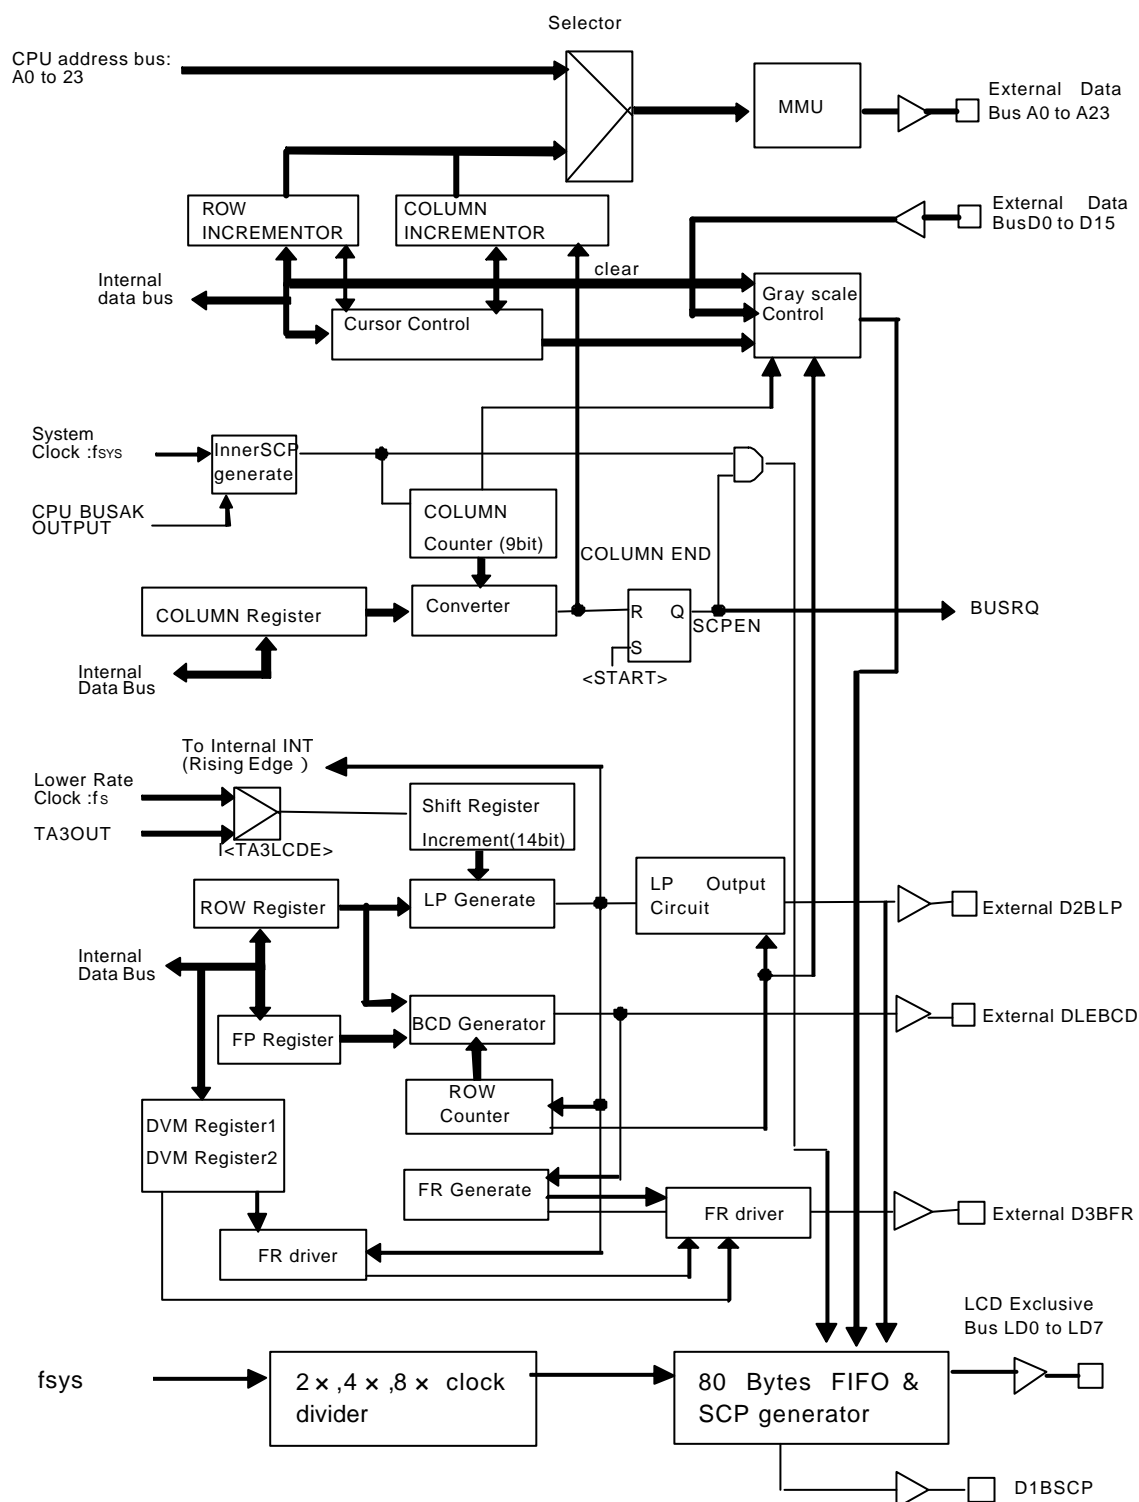 Selector
CPU address bus:
A0 to 23
MMU
External Data
Bus A0 to A23
ROW
INCREMENTOR
COLUMN
INCREMENTOR
External Data
BusD0 to D15
Internal
data bus
clear
Cursor Control
Gray scale
Control
System
Clock :fSYS
InnerSCP
generate
CPU BUSAK
OUTPUT
COLUMN
Counter (9bit)
COLUMN END
COLUMN Register
Converter
R Q
S
SCPEN
BUSRQ
Internal
Data Bus
<START>
To Internal INT
(Rising Edge )
Lower Rate
Clock :fs
TA3OUT
I<TA3LCDE>
Shift Register
Increment(14bit)
ROW Register
LP Generate
LP Output
Circuit
External D2BLP
Internal
Data Bus
FP Register
BCD Generator
External DLEBCD
ROW
Counter
DVM Register1
DVM Register2
FR Generate
FR driver
External D3BFR
FR driver
LCD Exclusive
Bus LD0 to LD7
fsys
2 × ,4 × ,8 × clock
divider
80 Bytes FIFO &
SCP generator
D1BSCP